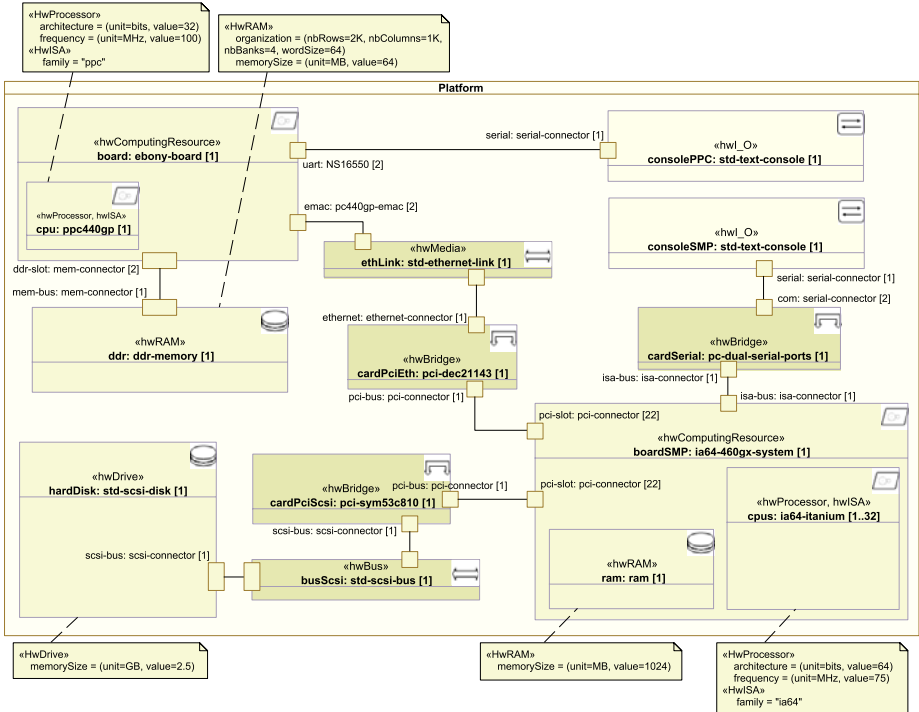 «HwProcessor»
architecture = (unit=bits, value=32)
frequency = (unit=MHz, value=100)
«HwISA»
family = "ppc"
«HwRAM»
organization = (nbRows=2K, nbColumns=1K,
nbBanks=4, wordSize=64)
memorySize = (unit=MB, value=64)
Platform
«hwComputingResource»
board: ebony-board [1]
uart: NS16550 [2]
serial: serial-connector [1]
«hwI_O»
consolePPC: std-text-console [1]
«hwProcessor, hwISA»
cpu: ppc440gp [1]
emac: pc440gp-emac [2]
«hwI_O»
consoleSMP: std-text-console [1]
«hwMedia»
ethLink: std-ethernet-link [1]
ddr-slot: mem-connector [2]
mem-bus: mem-connector [1]
serial: serial-connector [1]
com: serial-connector [2]
ethernet: ethernet-connector [1]
«hwRAM»
ddr: ddr-memory [1]
«hwBridge»
cardPciEth: pci-dec21143 [1]
«hwBridge»
cardSerial: pc-dual-serial-ports [1]
isa-bus: isa-connector [1]
pci-bus: pci-connector [1]
isa-bus: isa-connector [1]
pci-slot: pci-connector [22]
«hwComputingResource»
boardSMP: ia64-460gx-system [1]
«hwDrive»
hardDisk: std-scsi-disk [1]
«hwBridge»
cardPciScsi: pci-sym53c810 [1]
pci-bus: pci-connector [1]
pci-slot: pci-connector [22]
«hwProcessor, hwISA»
cpus: ia64-itanium [1..32]
scsi-bus: scsi-connector [1]
scsi-bus: scsi-connector [1]
«hwBus»
busScsi: std-scsi-bus [1]
«hwRAM»
ram: ram [1]
«HwDrive»
memorySize = (unit=GB, value=2.5)
«HwRAM»
memorySize = (unit=MB, value=1024)
«HwProcessor»
architecture = (unit=bits, value=64)
frequency = (unit=MHz, value=75)
«HwISA»
family = "ia64"